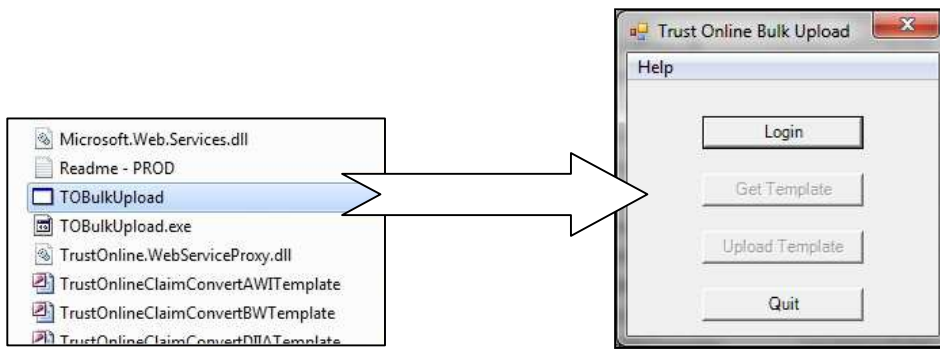 Microsoft.Web.Services.dll
Readme - PROD
TOBulkUpload
TOBulkUpload.exe
TrustOnline.WebServiceProxy.dll
TrustOnlineClaimConvertAWITemplate
TrustOnlineClaimConvertBWTemplate
TrustOnlineClaimConvertDIIATemplate
Trust Online Bulk Upload
Help
Login
Get Template
Upload Template
Quit